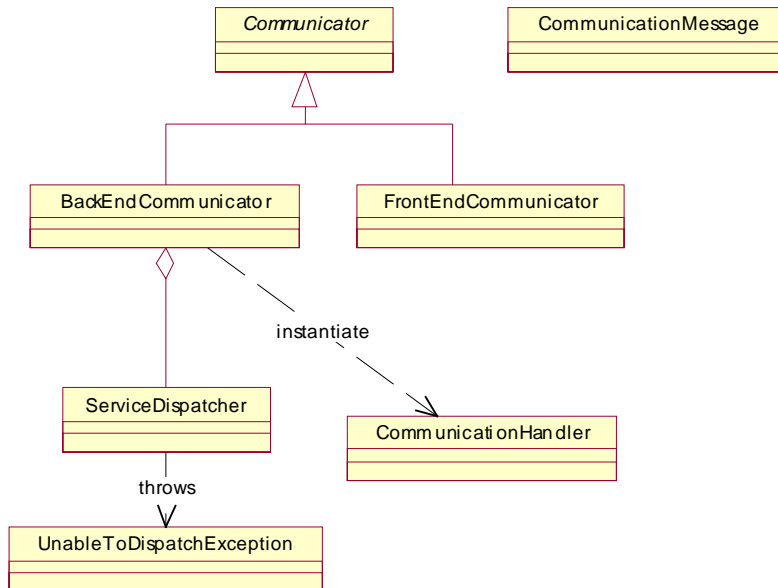 Communicator
CommunicationMessage
BackEndCommunicator
FrontEndCommunicator
instantiate
ServiceDispatcher
CommunicationHandler
throws
UnableToDispatchException